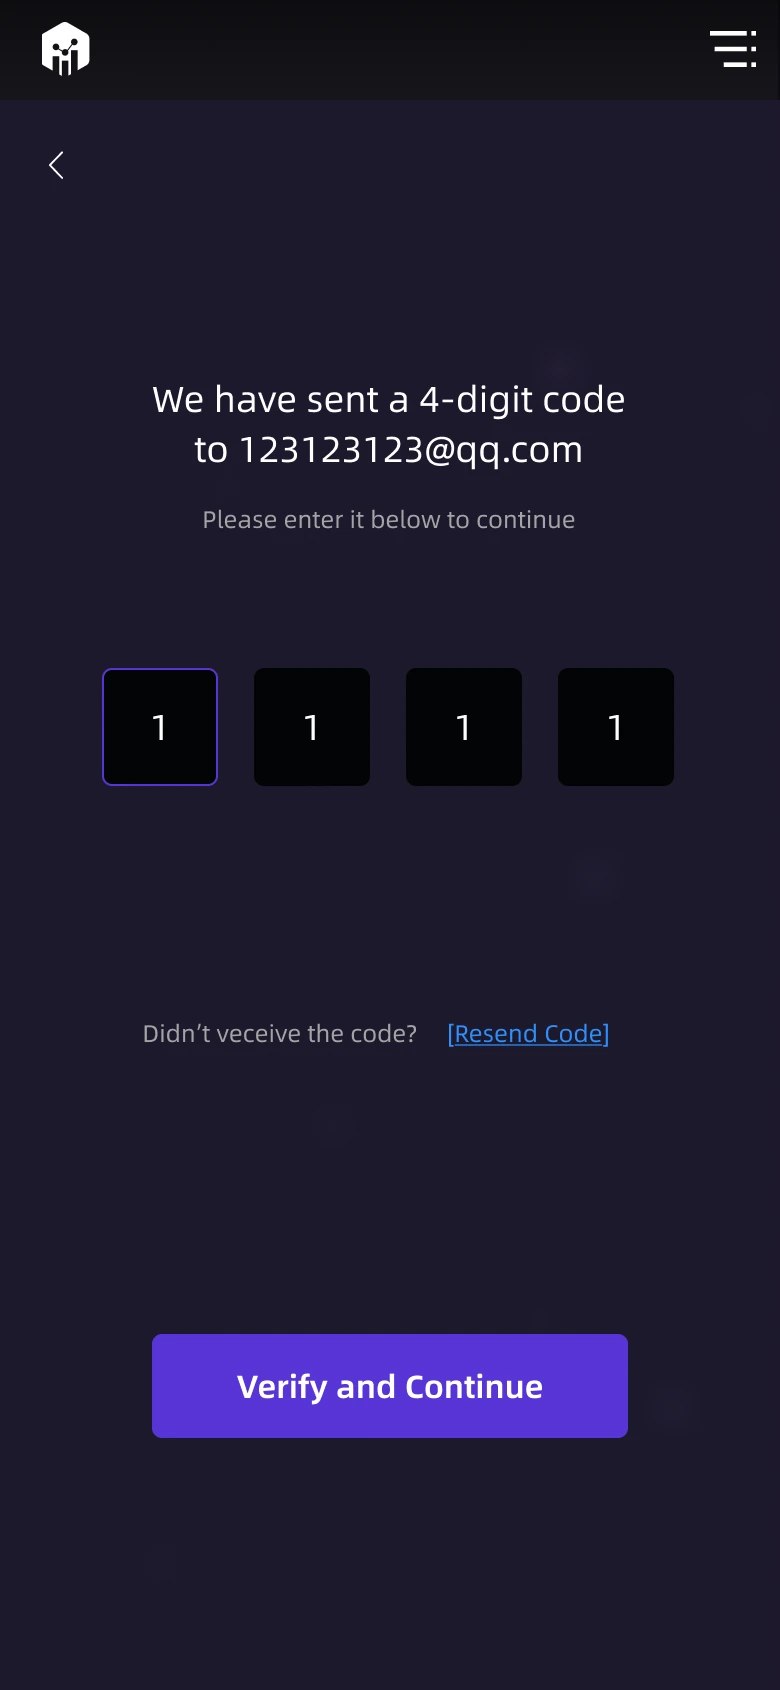 We have sent a 4-digit code
to 123123123@qq.com
Please enter it below to continue
1 1 1 1
Didn’t veceive the code? [Resend Code]
Verify and Continue